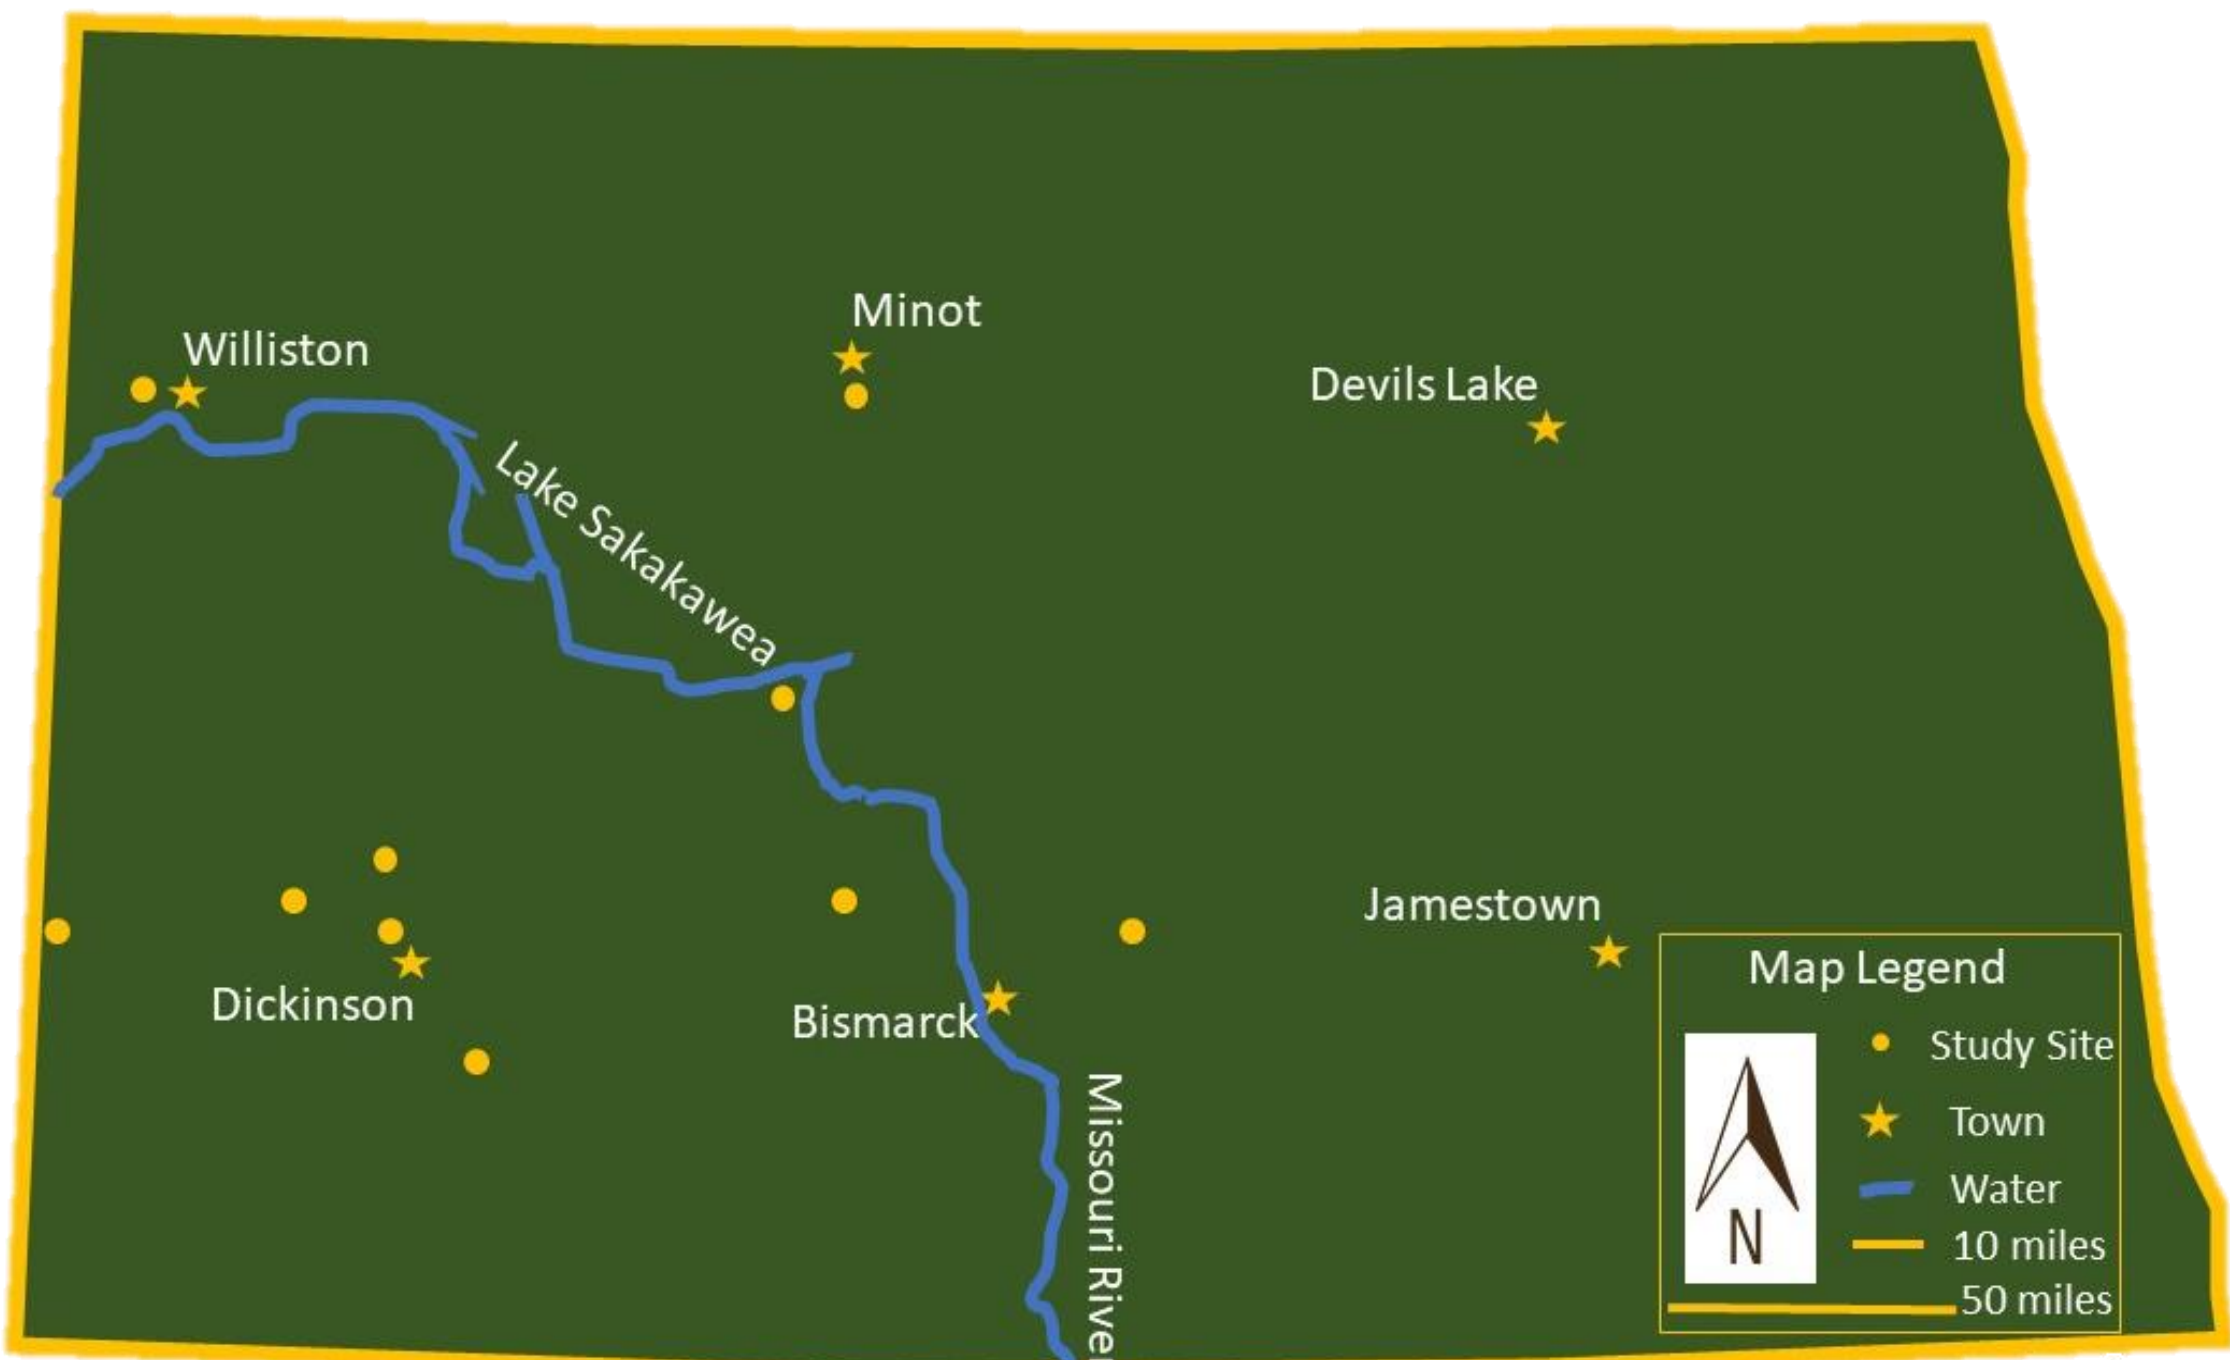 Minot
Williston
Devils Lake
Lake Sakakawea
Jamestown
Dickinson
Bismarck
Missouri River
Map Legend
Study Site
Town
Water
N
10 miles
50 miles